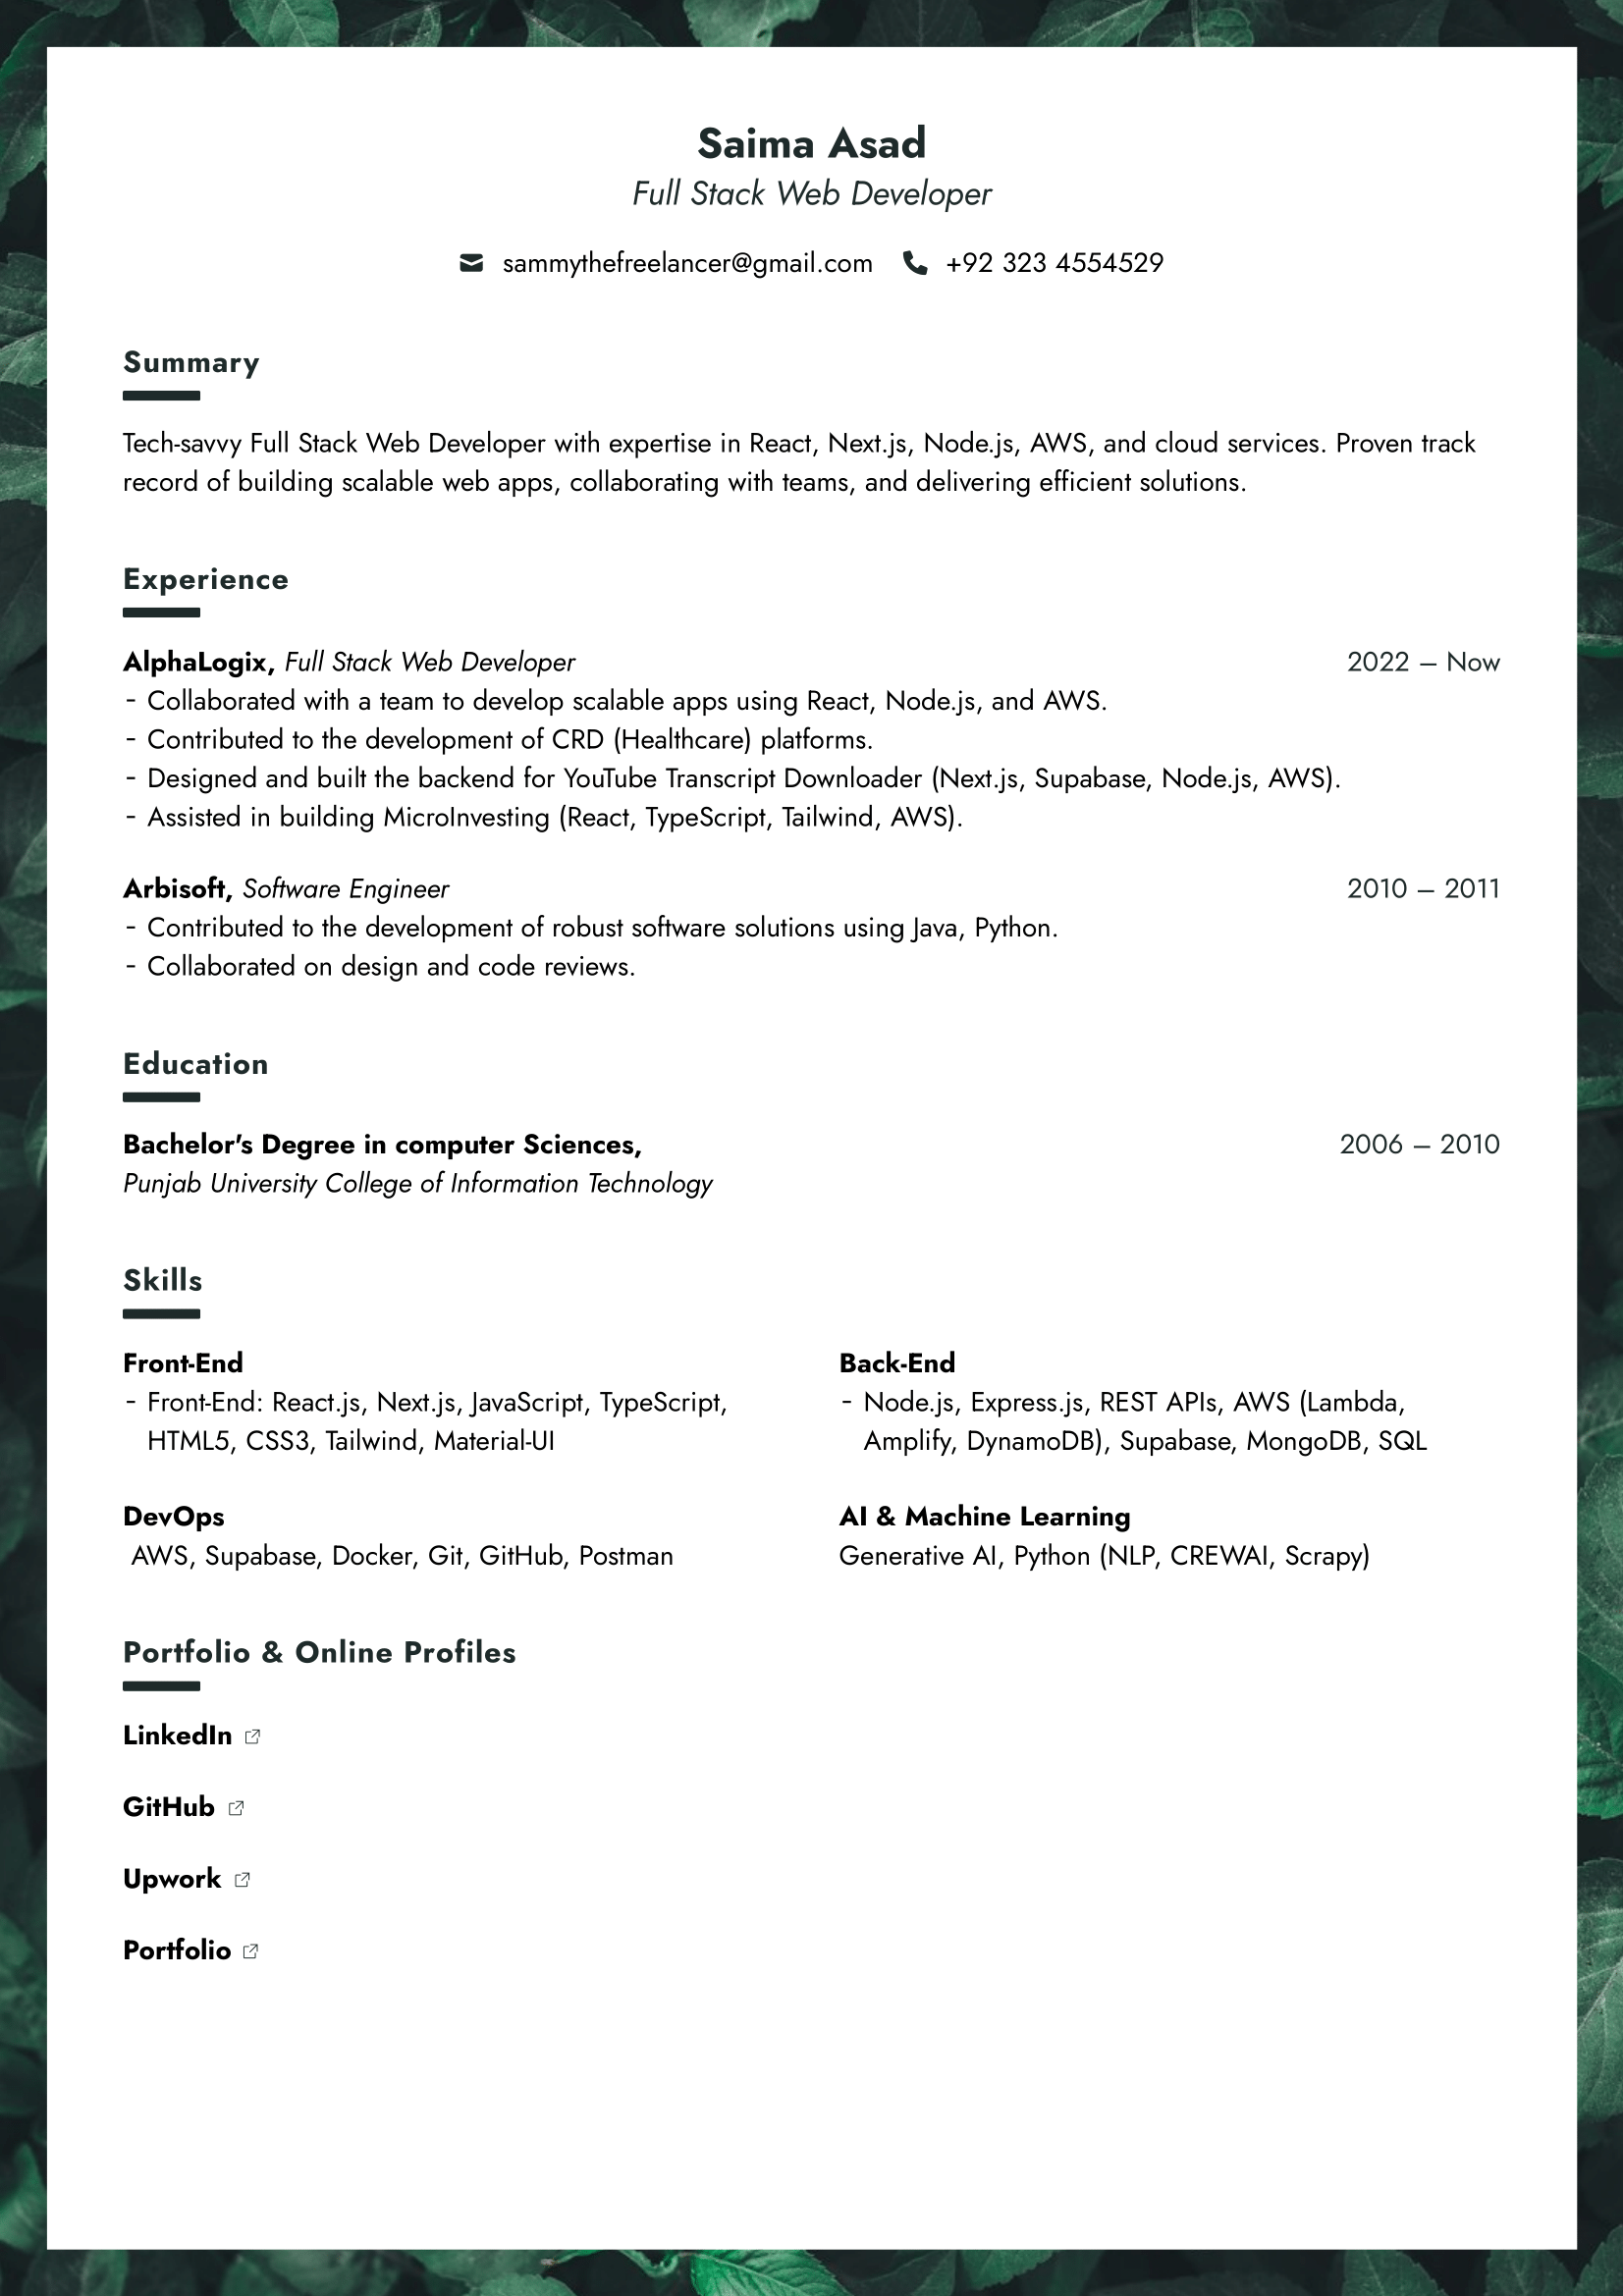 Saima Asad
Full Stack Web Developer
sammythefreelancer@gmail.com +92 323 4554529
Summary
Tech-savvy Full Stack Web Developer with expertise in React, Next.js, Node.js, AWS, and cloud services. Proven track
record of building scalable web apps, collaborating with teams, and delivering efficient solutions.
Experience
AlphaLogix, Full Stack Web Developer 2022 – Now
- Collaborated with a team to develop scalable apps using React, Node.js, and AWS.
- Contributed to the development of CRD (Healthcare) platforms.
- Designed and built the backend for YouTube Transcript Downloader (Next.js, Supabase, Node.js, AWS).
- Assisted in building MicroInvesting (React, TypeScript, Tailwind, AWS).
Arbisoft, Software Engineer 2010 – 2011
- Contributed to the development of robust software solutions using Java, Python.
- Collaborated on design and code reviews.
Education
Bachelor's Degree in computer Sciences, 2006 – 2010
Punjab University College of Information Technology
Skills
Front-End
- Front-End: React.js, Next.js, JavaScript, TypeScript,
HTML5, CSS3, Tailwind, Material-UI
Back-End
- Node.js, Express.js, REST APIs, AWS (Lambda,
Amplify, DynamoDB), Supabase, MongoDB, SQL
DevOps
AWS, Supabase, Docker, Git, GitHub, Postman
AI & Machine Learning
Generative AI, Python (NLP, CREWAI, Scrapy)
Portfolio & Online Profiles
LinkedIn
GitHub
Upwork
Portfolio